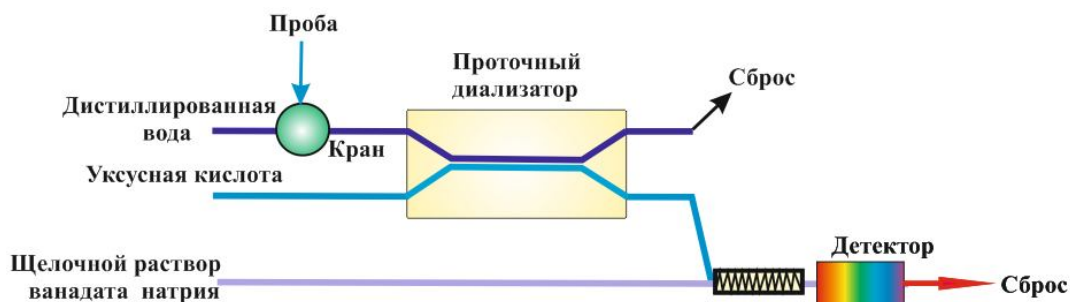 Проба
Проточный
диализатор
Сброс
Дистиллированная
вода
Кран
Уксусная кислота
Щелочной раствор
ванадата натрия
Детектор
Сброс